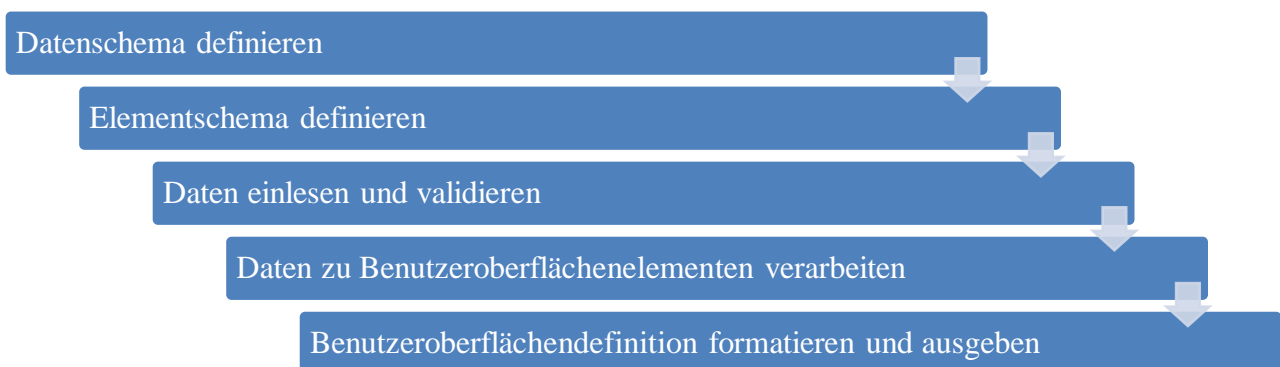 Datenschema definieren
Elementschema definieren
Daten einlesen und validieren
Daten zu Benutzeroberflächenelementen verarbeiten
Benutzeroberflächendefinition formatieren und ausgeben